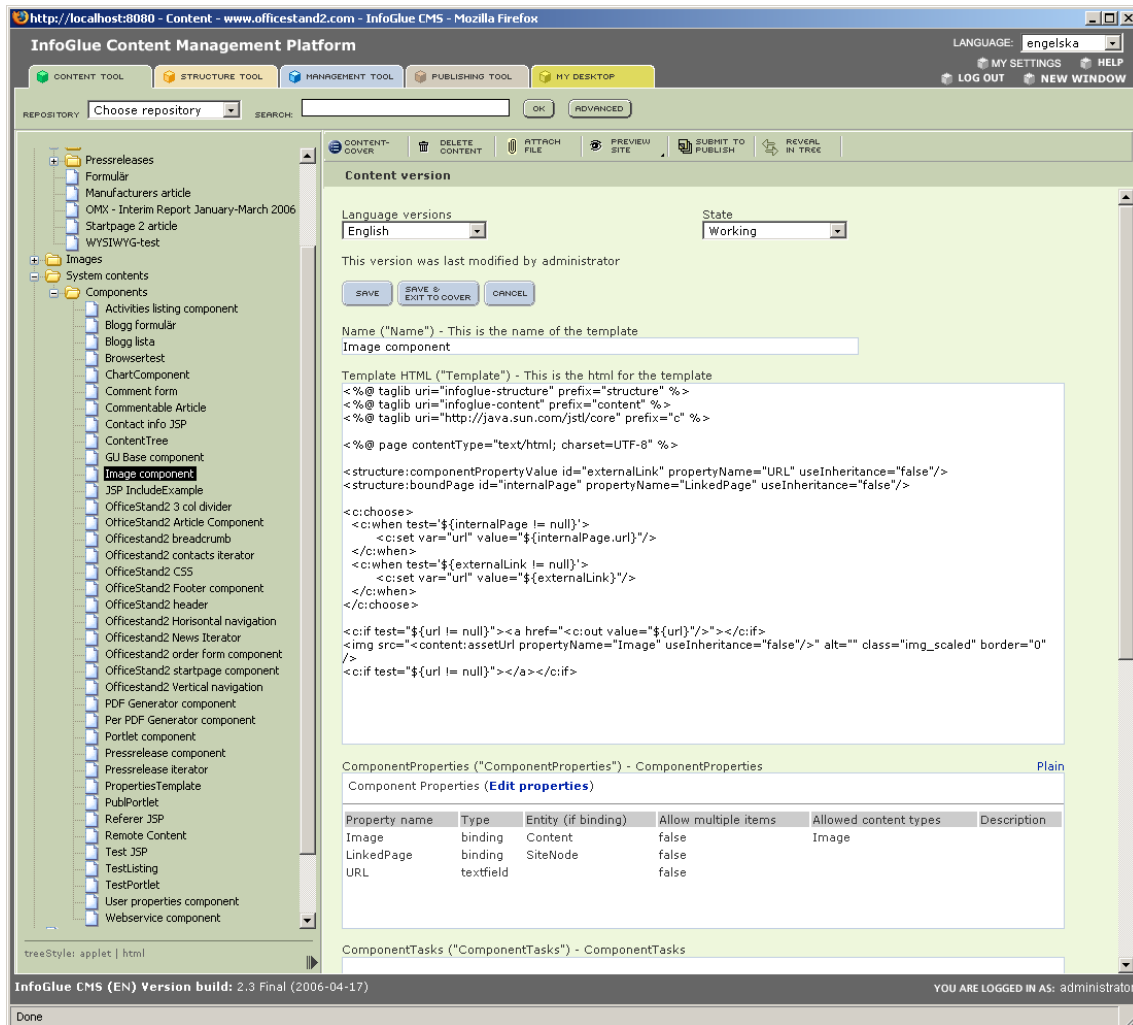 http://localhost:8080 - Content - www.officestand2.com - InfoGlue CMS - Mozilla Firefox
InfoGlue Content Management Platform
LANGUAGE: engelska
MY SETTINGS HELP
LOG OUT NEW WINDOW
CONTENT TOOL STRUCTURE TOOL MANAGEMENT TOOL PUBLISHING TOOL MY DESKTOP
REPOSITORY Choose repository SEARCH: OK ADVANCED
CONTENT-COVER DELETE CONTENT ATTACH FILE PREVIEW SITE SUBMIT TO PUBLISH REVEAL IN TREE
Pressreleases
Formulär
Manufacturers article
OMX - Interim Report January-March 2006
Startpage 2 article
WYSIWYG-test
Images
System contents
Components
Activities listing component
Blogg formulär
Blogg lista
Browsertest
ChartComponent
Comment form
Commentable Article
Contact info JSP
ContentTree
GU Base component
Image component
JSP IncludeExample
OfficeStand2 3 col divider
OfficeStand2 Article Component
Officestand2 breadcrumb
Officestand2 contacts iterator
OfficeStand2 CSS
OfficeStand2 Footer component
OfficeStand2 header
Officestand2 Horisontal navigation
Officestand2 News Iterator
Officestand2 order form component
OfficeStand2 startpage component
Officestand2 Vertical navigation
PDF Generator component
Per PDF Generator component
Portlet component
Pressrelease component
Pressrelease iterator
PropertiesTemplate
PublPortlet
Referer JSP
Remote Content
Test JSP
TestListing
TestPortlet
User properties component
Webservice component
treeStyle: applet | html
Content version
Language versions State
English Working
This version was last modified by administrator
SAVE SAVE & EXIT TO COVER CANCEL
Name ("Name") - This is the name of the template
Image component
Template HTML ("Template") - This is the html for the template
<%@ taglib uri="infoglue-structure" prefix="structure" %>
<%@ taglib uri="infoglue-content" prefix="content" %>
<%@ taglib uri="http://java.sun.com/jstl/core" prefix="c" %>
<%@ page contentType="text/html; charset=UTF-8" %>
<structure:componentPropertyValue id="externalLink" propertyName="URL" useInheritance="false"/>
<structure:boundPage id="internalPage" propertyName="LinkedPage" useInheritance="false"/>
<c:choose>
<c:when test='${internalPage != null}'>
<c:set var="url" value="${internalPage.url}"/>
</c:when>
<c:when test='${externalLink != null}'>
<c:set var="url" value="${externalLink}"/>
</c:when>
</c:choose>
<c:if test="${url != null}"><a href="<c:out value="${url}"/>"></c:if>
<img src="<content:assetUrl propertyName="Image" useInheritance="false"/>" alt="" class="img_scaled" border="0"
/>
<c:if test="${url != null}"></a></c:if>
ComponentProperties ("ComponentProperties") - ComponentProperties Plain
Component Properties (Edit properties)
Property name Type Entity (if binding) Allow multiple items Allowed content types Description
Image binding Content false Image
LinkedPage binding SiteNode false
URL textfield false
ComponentTasks ("ComponentTasks") - ComponentTasks
InfoGlue CMS (EN) Version build: 2.3 Final (2006-04-17) YOU ARE LOGGED IN AS: administrator
Done